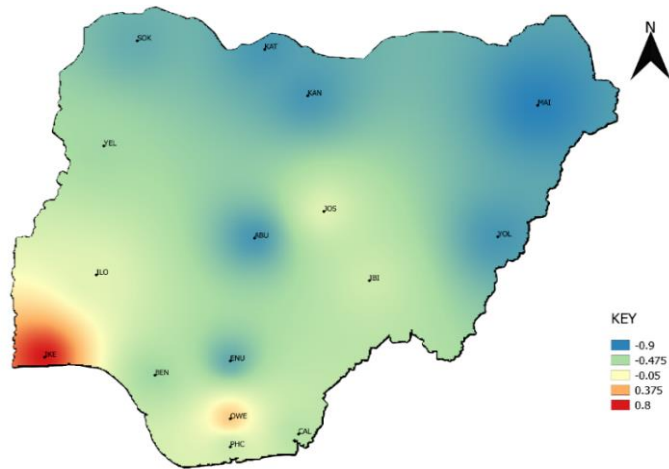 SOK
KAT
N
KAN
MAI
YEL
JOS
ABU
YOL
ILO
IBI
KEY
-0.9
-0.475
-0.05
0.375
0.8
IKE
ENU
BEN
OWE
CAL
PHC